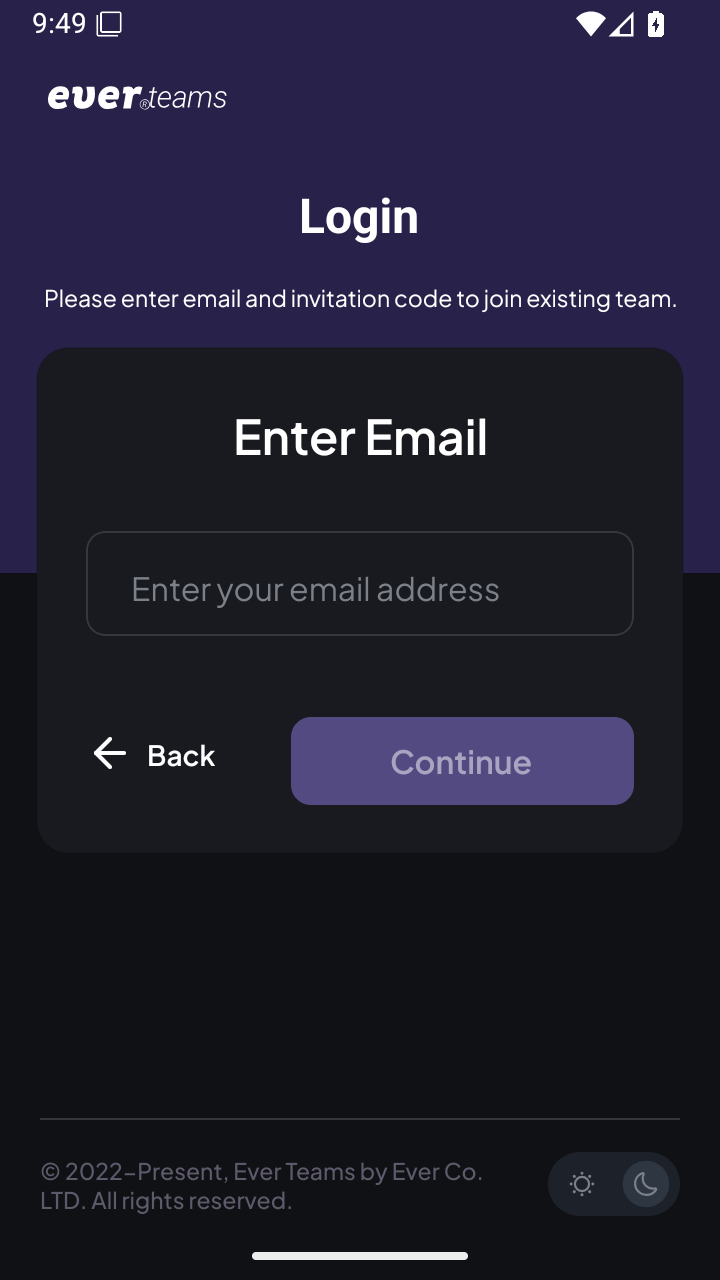 9:49
ever®teams
Login
Please enter email and invitation code to join existing team.
Enter Email
Enter your email address
Back
Continue
© 2022–Present, Ever Teams by Ever Co.
LTD. All rights reserved.